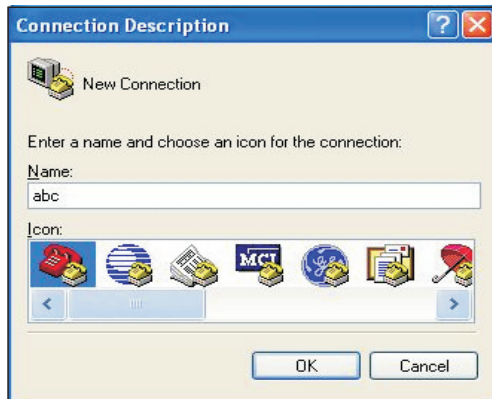 Connection Description
New Connection
Enter a name and choose an icon for the connection:
Name:
abc
Icon:
MCI
OK
Cancel